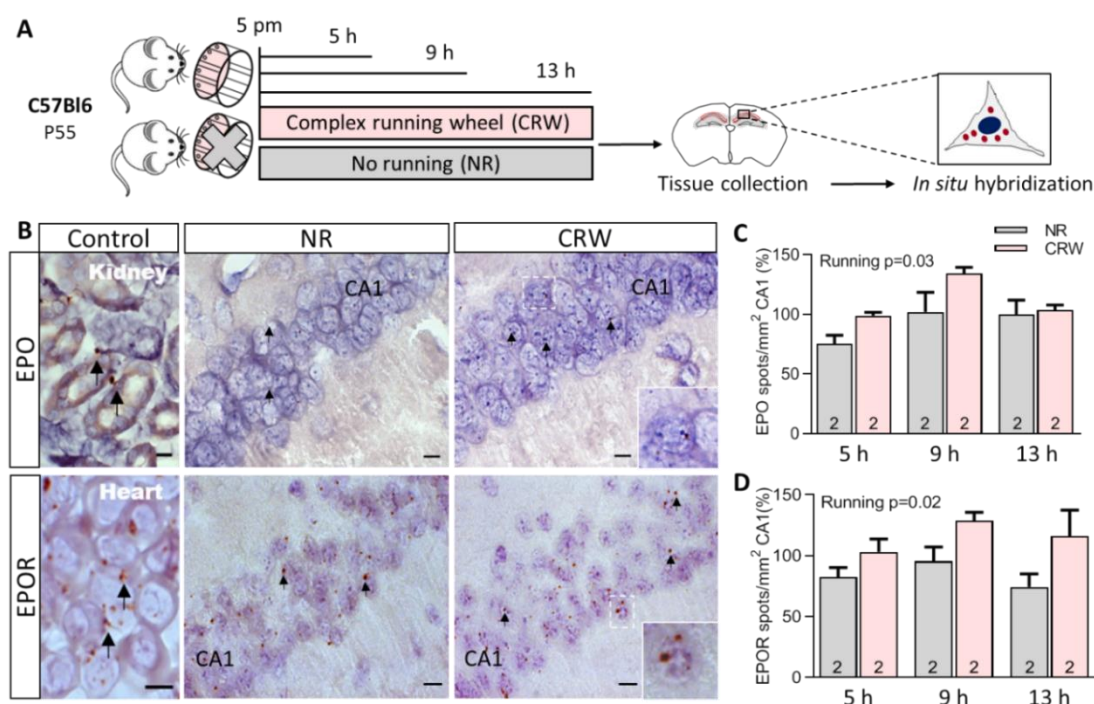 A
5 pm
5 h
9 h
13 h
C57Bl6
P55
Complex running wheel (CRW)
No running (NR)
Tissue collection
In situ hybridization
B
Control
NR
CRW
EPO
Kidney
CA1
CA1
EPOR
Heart
CA1
CA1
C
NR
CRW
Running p=0.03
EPO spots/mm² CA1 (%)
150
100
50
0
2 2 2 2 2 2
5 h 9 h 13 h
D
Running p=0.02
EPOR spots/mm² CA1(%)
150
100
50
0
2 2 2 2 2 2
5 h 9 h 13 h